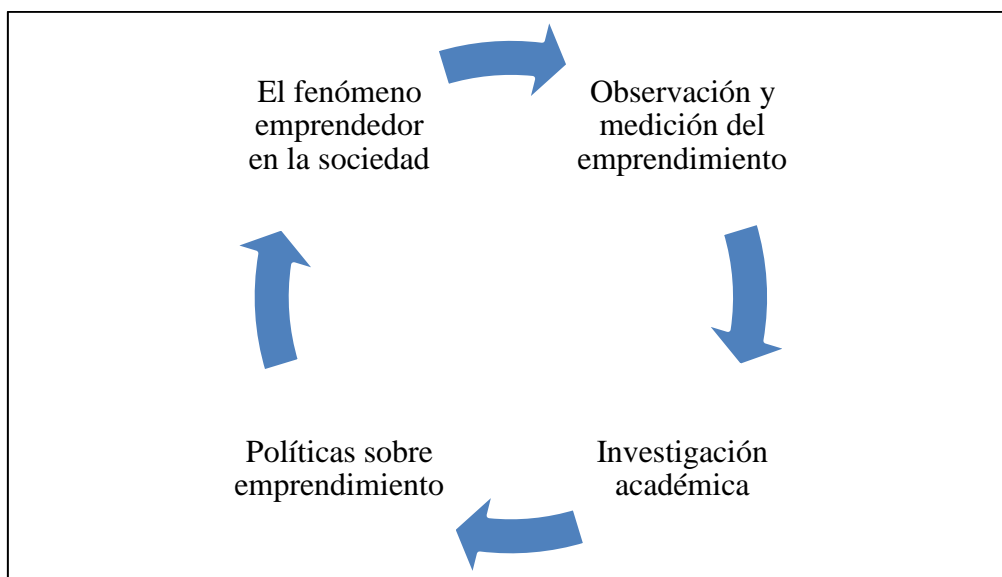 El fenómeno
emprendedor
en la sociedad
Observación y
medición del
emprendimiento
Investigación
académica
Políticas sobre
emprendimiento